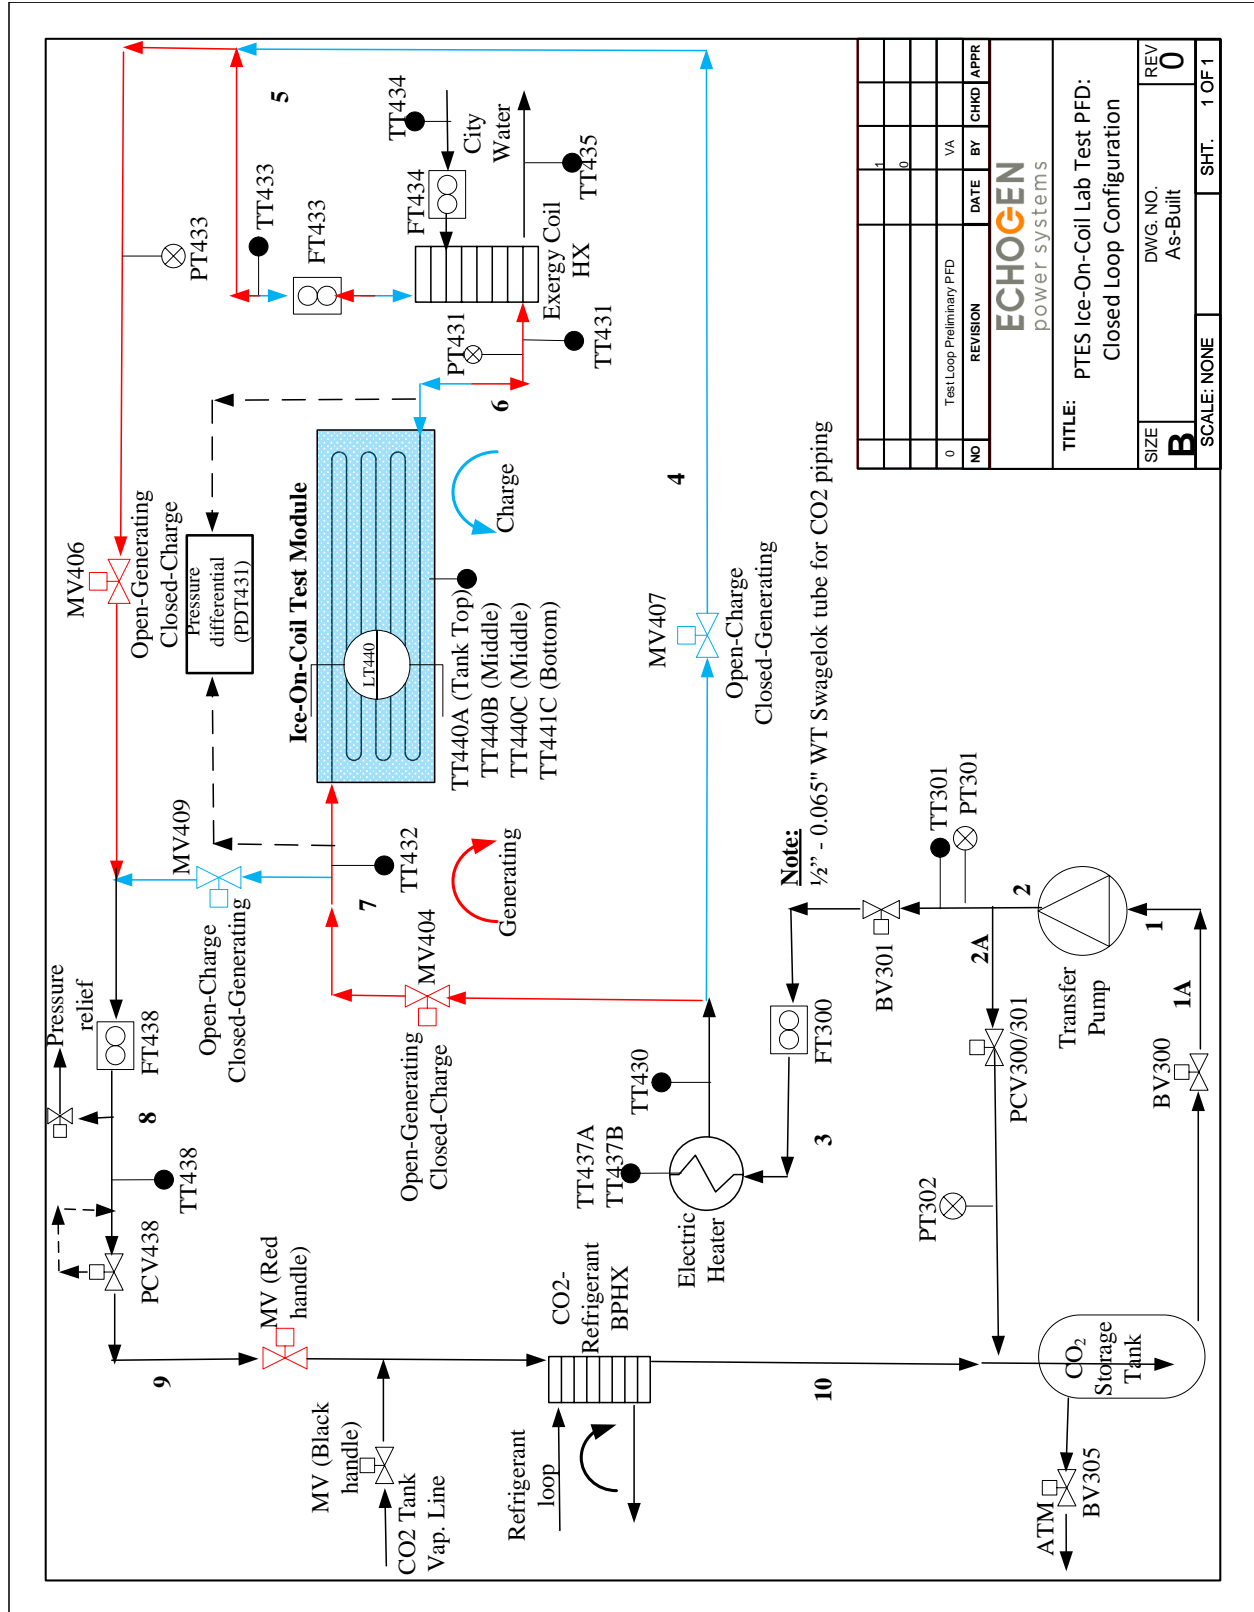 MV406
Open-Generating
Closed-Charge
Pressure
differential
(PDT431)
PT433
5
TT433
FT433
TT434
City
Water
FT434
TT435
Exergy Coil
HX
PT431
TT431
6
Ice-On-Coil Test Module
LT440
Charge
TT440A (Tank Top)
TT440B (Middle)
TT440C (Middle)
TT441C (Bottom)
4
MV407
Open-Charge
Closed-Generating
MV409
Open-Charge
Closed-Generating
TT432
7
Generating
MV404
Open-Generating
Closed-Charge
Pressure
relief
FT438
8
TT438
PCV438
9
MV (Red
handle)
MV (Black
handle)
CO2 Tank
Vap. Line
CO2-
Refrigerant
BPHX
Refrigerant
loop
10
TT430
TT437A
TT437B
Electric
Heater
3
FT300
BV301
Note:
½” - 0.065" WT Swagelok tube for CO2 piping
TT301
PT301
2
2A
Transfer
Pump
1
1A
PCV300/301
BV300
PT302
CO2
Storage
Tank
ATM
BV305
1
0
0
Test Loop Preliminary PFD
VA
NO
REVISION
DATE
BY
CHKD
APPR
ECHOGEN
power systems
TITLE:
PTES Ice-On-Coil Lab Test PFD:
Closed Loop Configuration
SIZE
B
DWG. NO.
As-Built
REV
0
SCALE: NONE
SHT.
1 OF 1